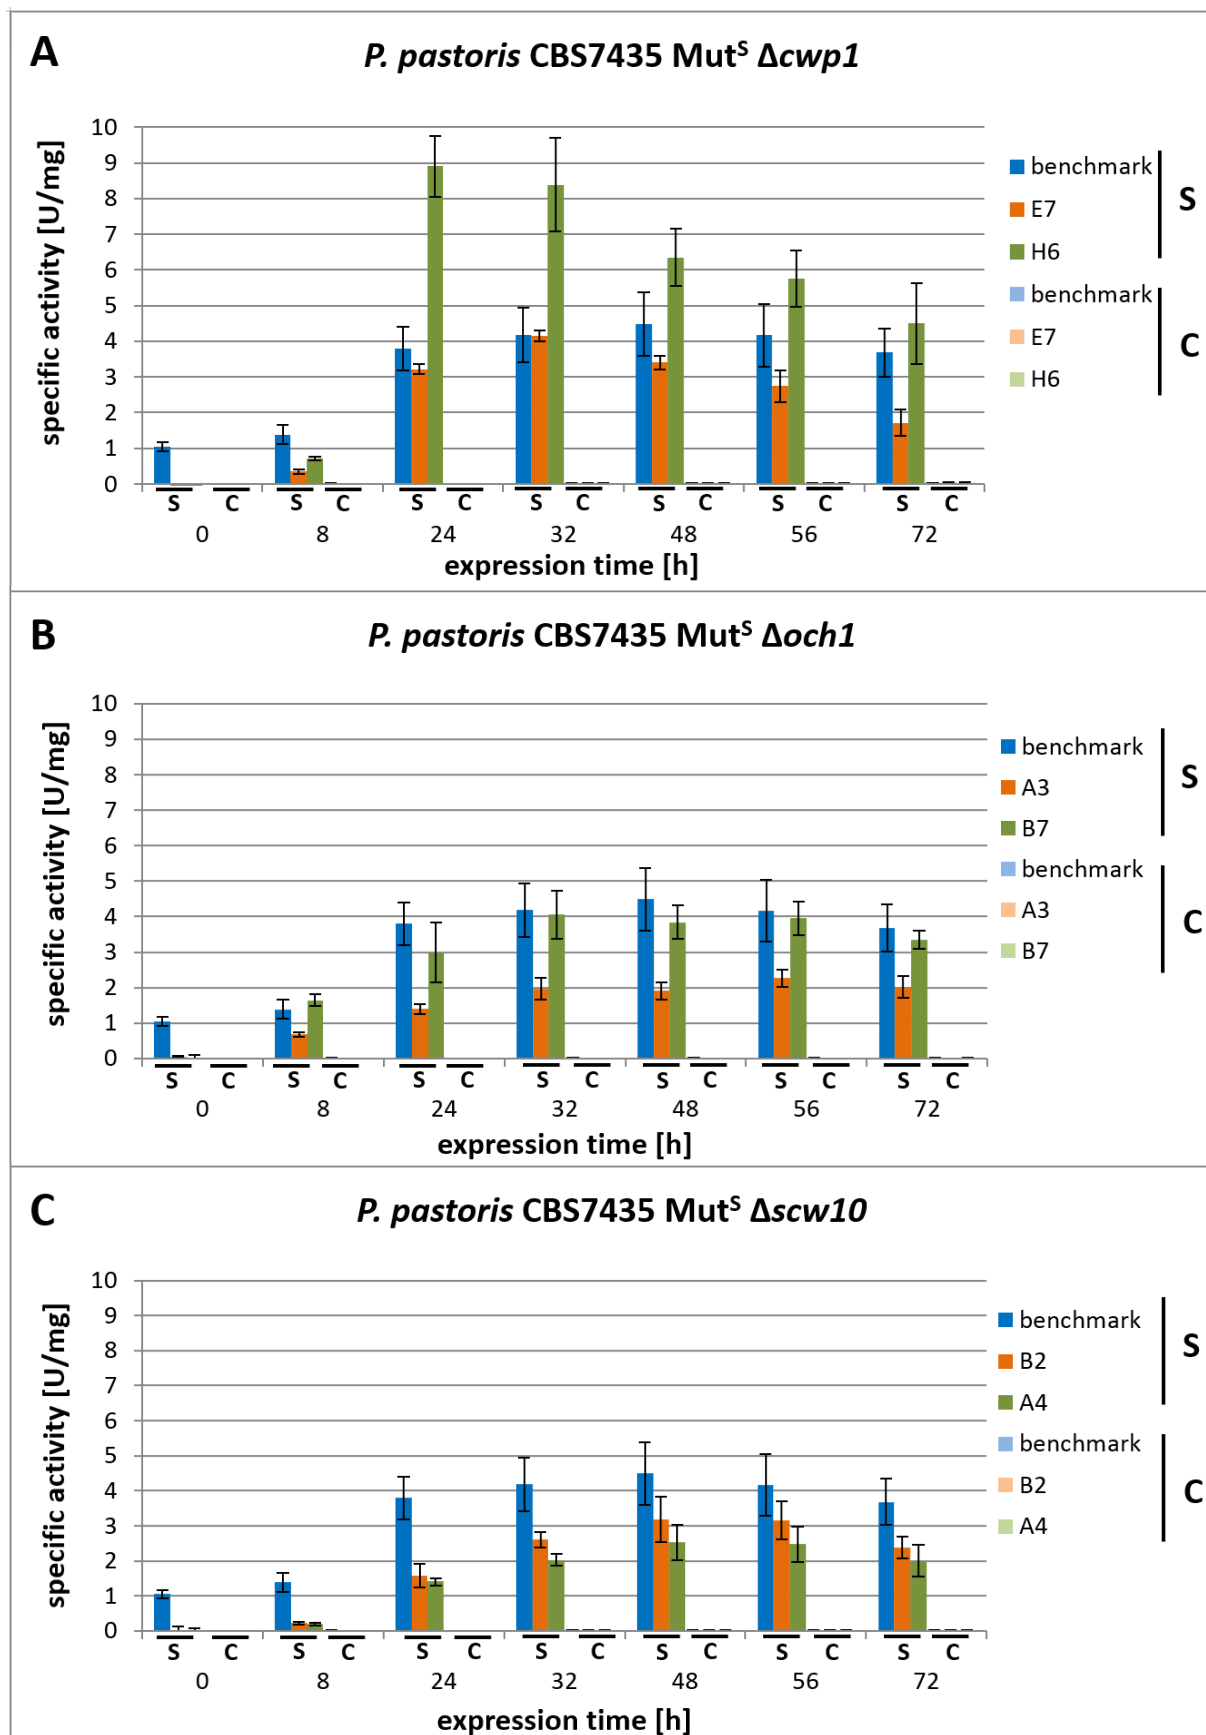 A
P. pastoris CBS7435 Mutˢ Δcwp1
specific activity [U/mg]
10
9
8
7
6
5
4
3
2
1
0
S C S C S C S C S C S C S C
0 8 24 32 48 56 72
expression time [h]
benchmark
E7
H6
S
benchmark
E7
H6
C
B
P. pastoris CBS7435 Mutˢ Δoch1
specific activity [U/mg]
10
9
8
7
6
5
4
3
2
1
0
S C S C S C S C S C S C S C
0 8 24 32 48 56 72
expression time [h]
benchmark
A3
B7
S
benchmark
A3
B7
C
C
P. pastoris CBS7435 Mutˢ Δscw10
specific activity [U/mg]
10
9
8
7
6
5
4
3
2
1
0
S C S C S C S C S C S C S C
0 8 24 32 48 56 72
expression time [h]
benchmark
B2
A4
S
benchmark
B2
A4
C